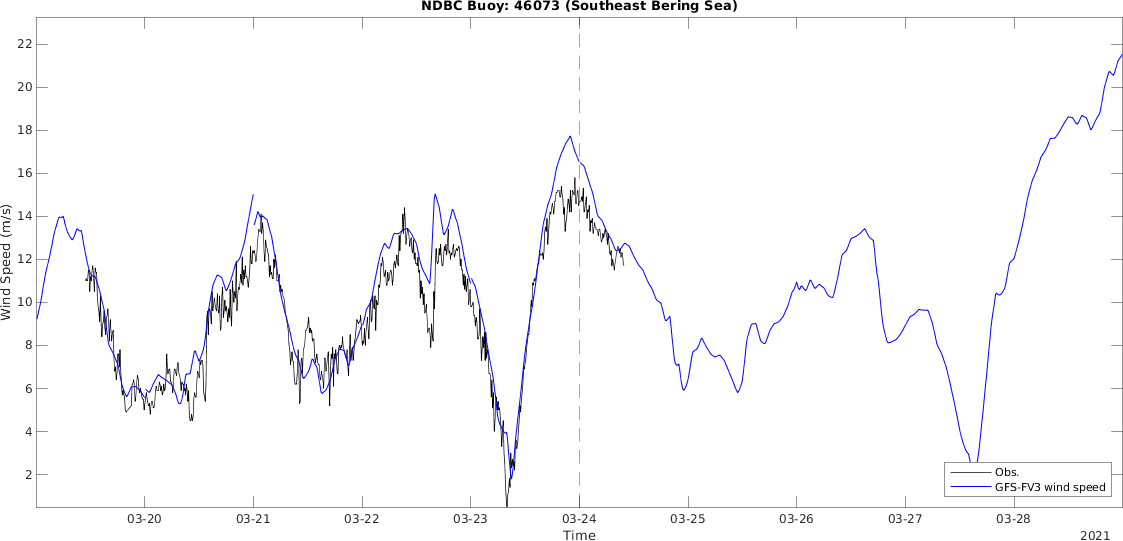 NDBC Buoy: 46073 (Southeast Bering Sea)
22
20
18
16
14
12
10
8
6
4
2
Wind Speed (m/s)
03-20 03-21 03-22 03-23 03-24 03-25 03-26 03-27 03-28
Time
2021
Obs.
GFS-FV3 wind speed